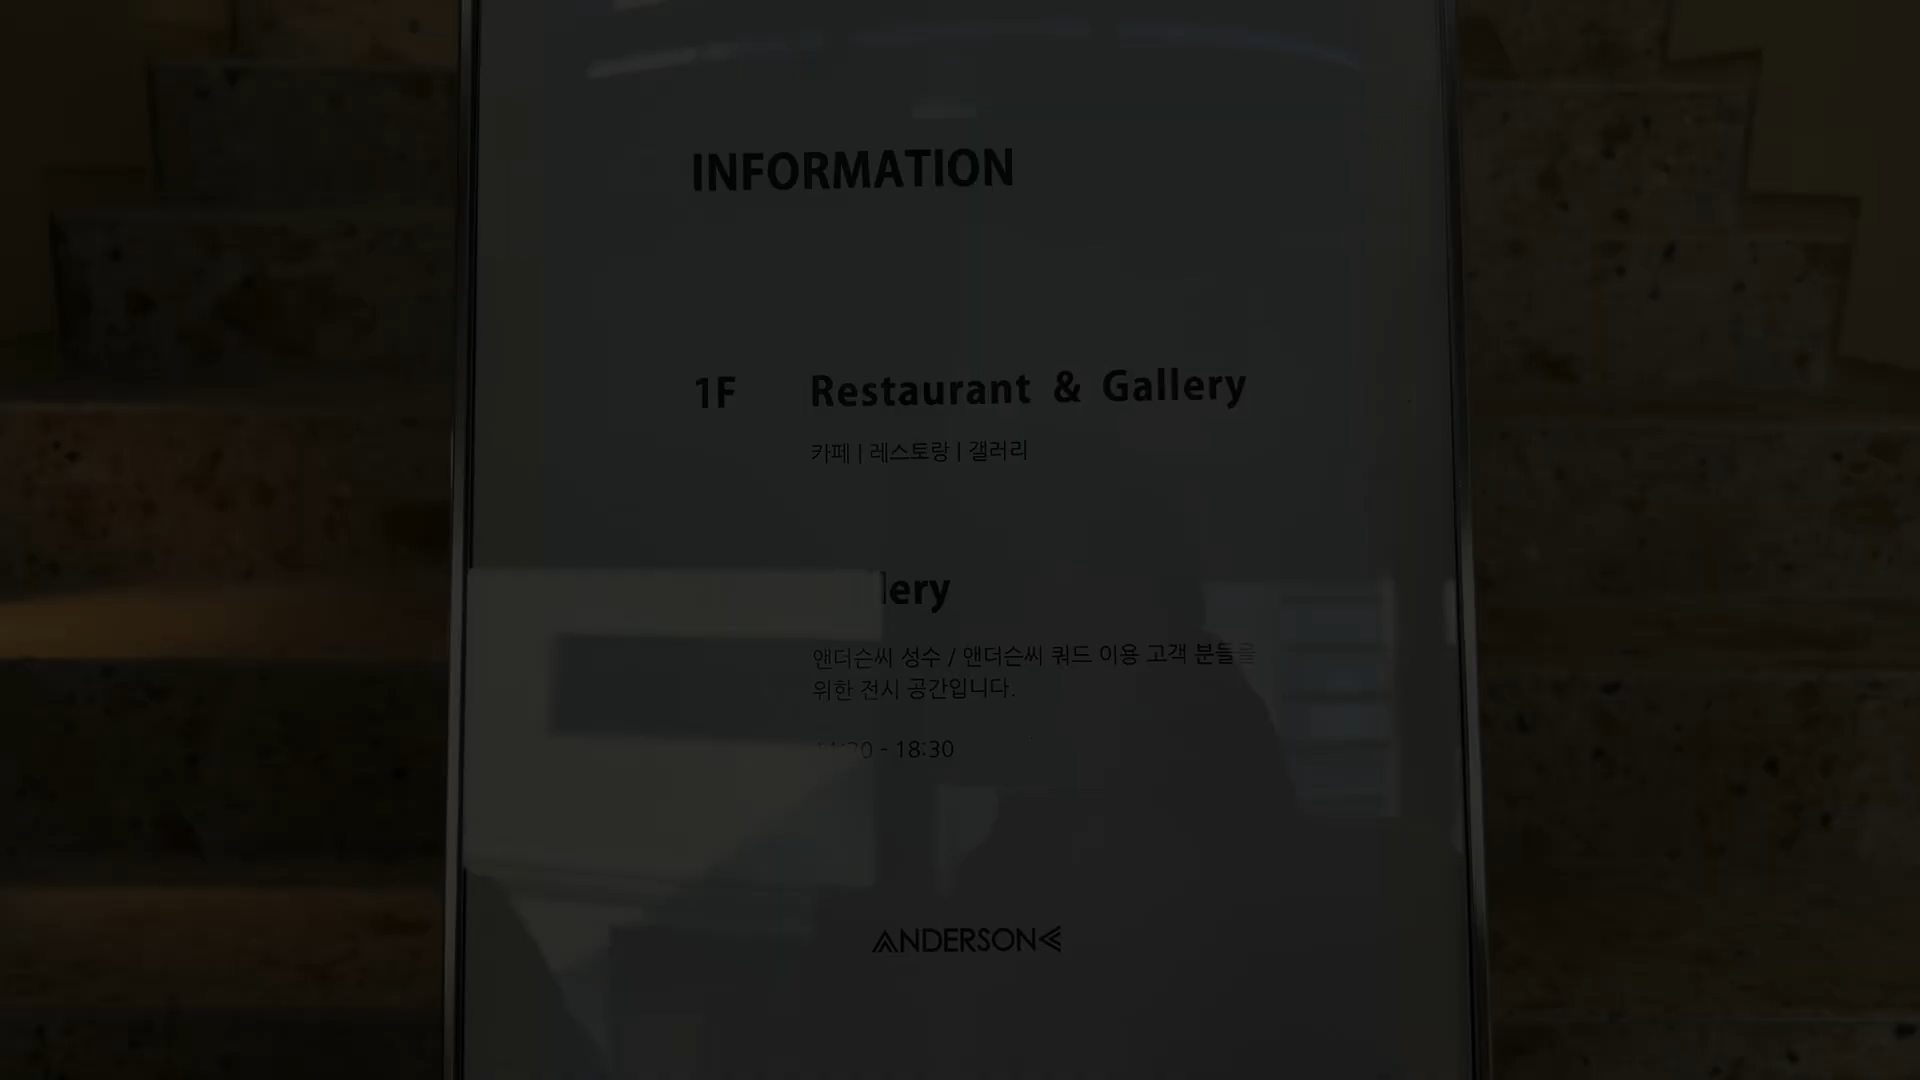 INFORMATION
1F Restaurant & Gallery
카페 | 레스토랑 | 갤러리
lery
앤더슨씨 성수 / 앤더슨씨 쿼드 이용 고객 분들을
위한 전시 공간입니다.
- 18:30
ANDERSONC